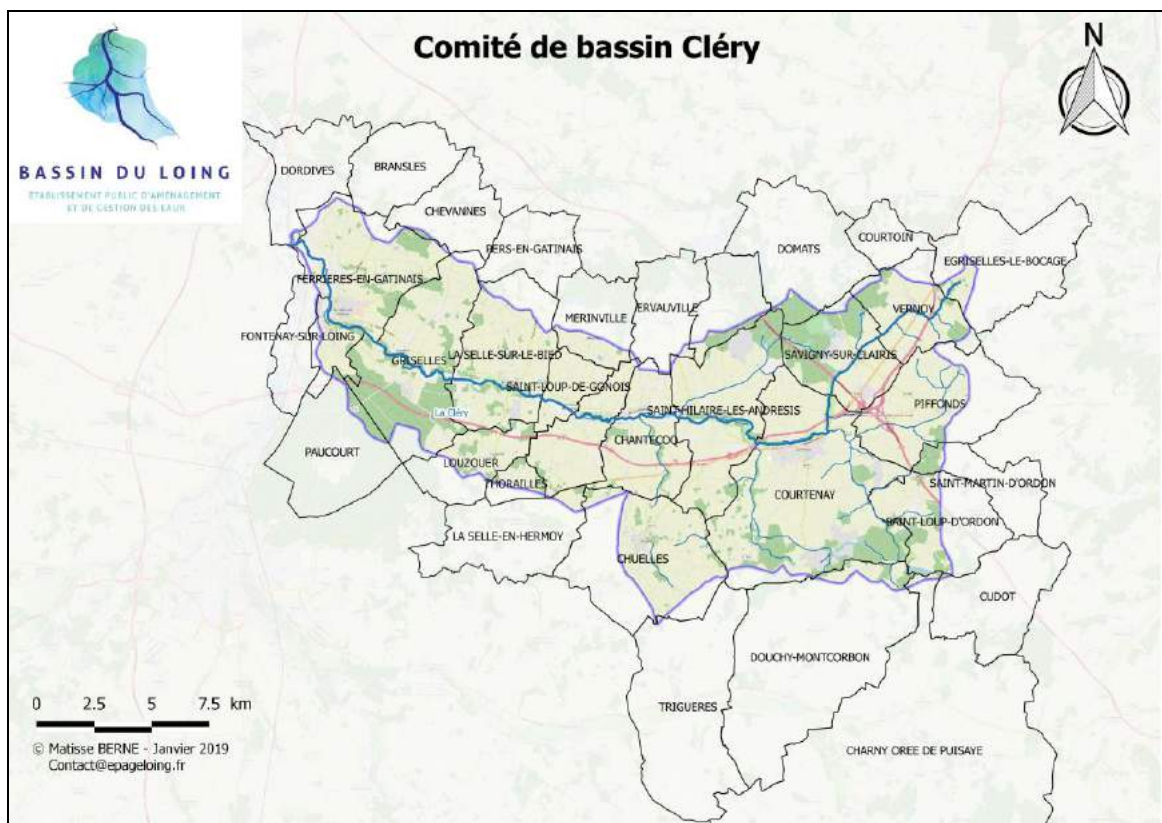 Comité de bassin Cléry
N
BASSIN DU LOING
ÉTABLISSEMENT PUBLIC D'AMÉNAGEMENT
ET DE GESTION DES EAUX
DORDIVES
BRANSLES
CHEVANNES
PERS-EN-GATINAIS
DOMATS
COURTOIN
EGRISELLES-LE-BOCAGE
FERRIERES-EN-GATINAIS
MERINVILLE
ERVAUVILLE
VERNOY
FONTENAY-SUR-LOING
GRISELLES
LA SELLE-SUR-LE-BIED
SAVIGNY-SUR-CLAIRIS
SAINT-LOUP-DE-GONOIS
SAINT-HILAIRE-LES-ANDRESIS
PIFFONDS
La Cléry
CHANTECOQ
PAUCOURT
LOUZOUER
THORAILLES
COURTENAY
SAINT-MARTIN-D'ORDON
SAINT-LOUP-D'ORDON
LA SELLE-EN-HERMOY
CHUELLES
CUDOT
DOUCHY-MONTCORBON
TRIGUERES
CHARNY OREE DE PUISAYE
0 2.5 5 7.5 km
© Matisse BERNE - Janvier 2019
Contact@epageloing.fr